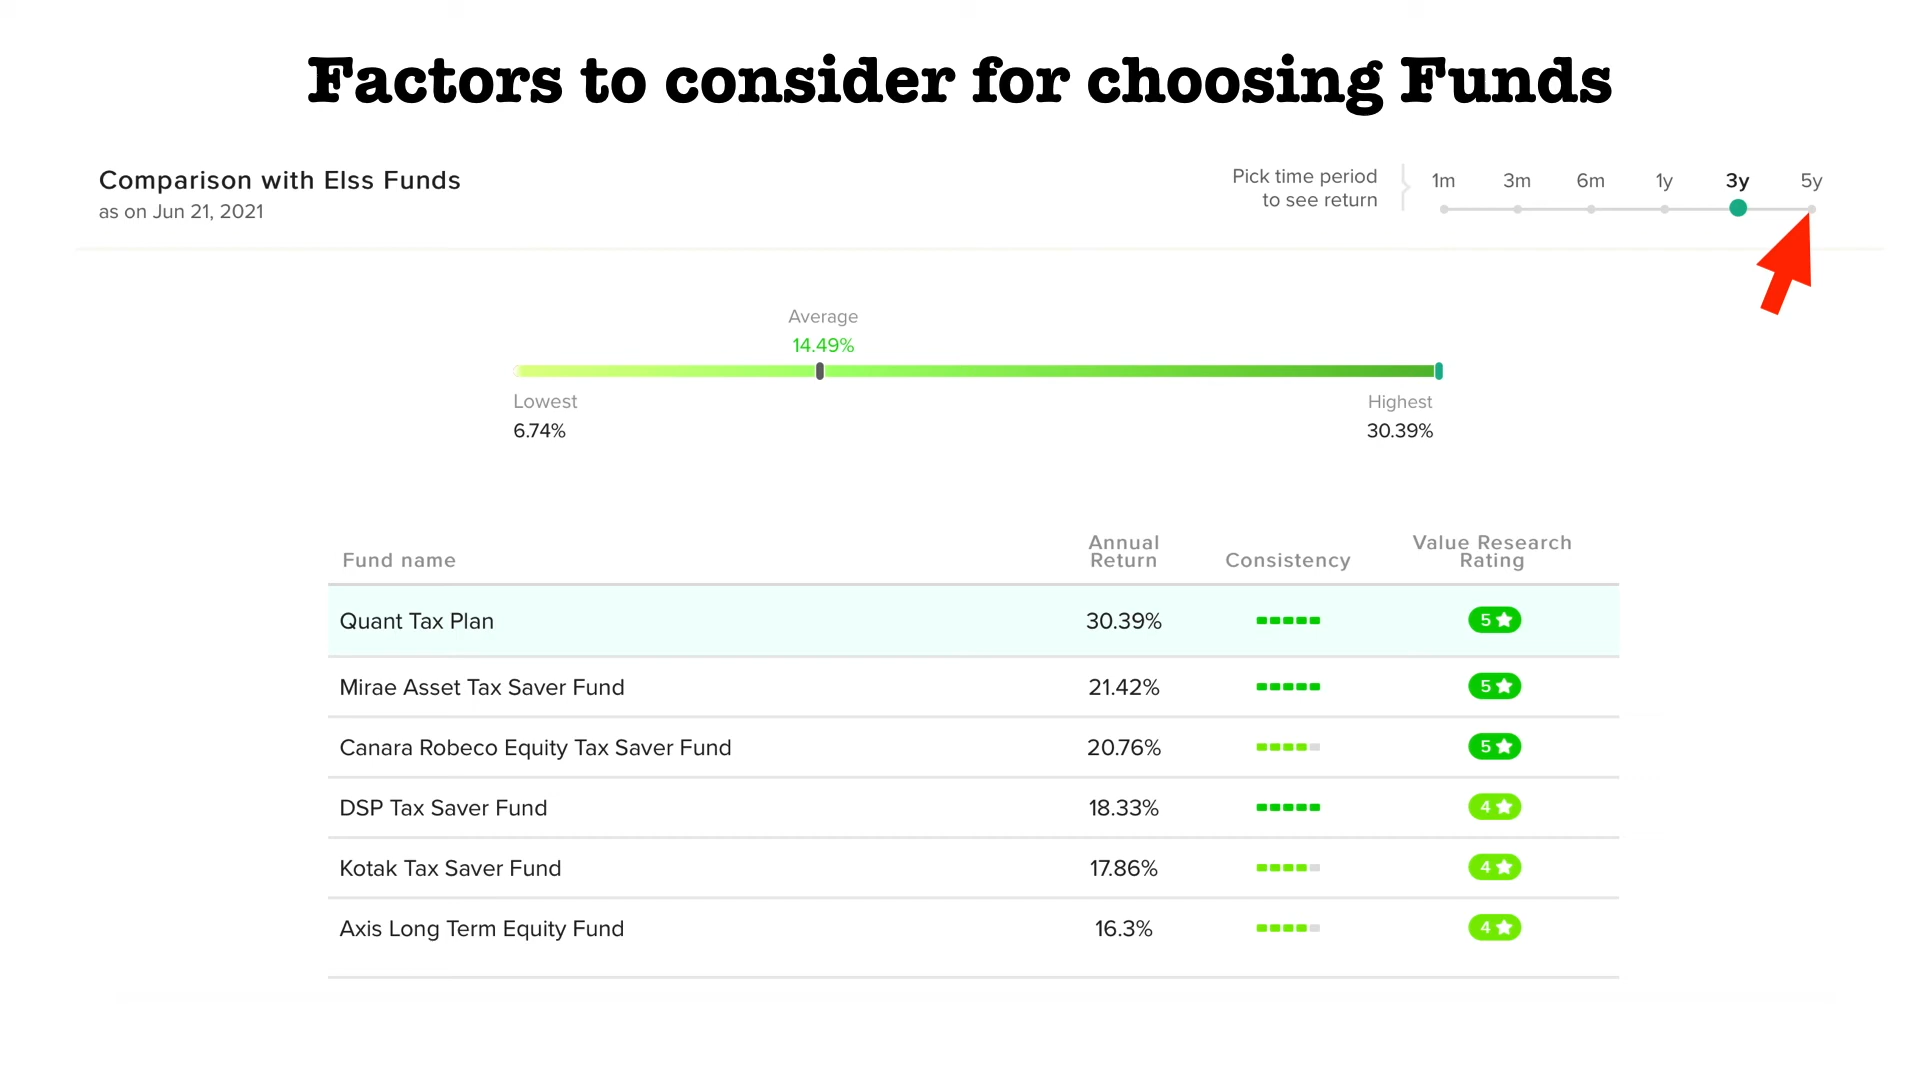 Factors to consider for choosing Funds
Comparison with Elss Funds
as on Jun 21, 2021
Pick time period
to see return
1m 3m 6m 1y 3y 5y
Average
14.49%
Lowest
6.74%
Highest
30.39%
Fund name
Annual
Return
Consistency
Value Research
Rating
Quant Tax Plan 30.39% 5
Mirae Asset Tax Saver Fund 21.42% 5
Canara Robeco Equity Tax Saver Fund 20.76% 5
DSP Tax Saver Fund 18.33% 4
Kotak Tax Saver Fund 17.86% 4
Axis Long Term Equity Fund 16.3% 4